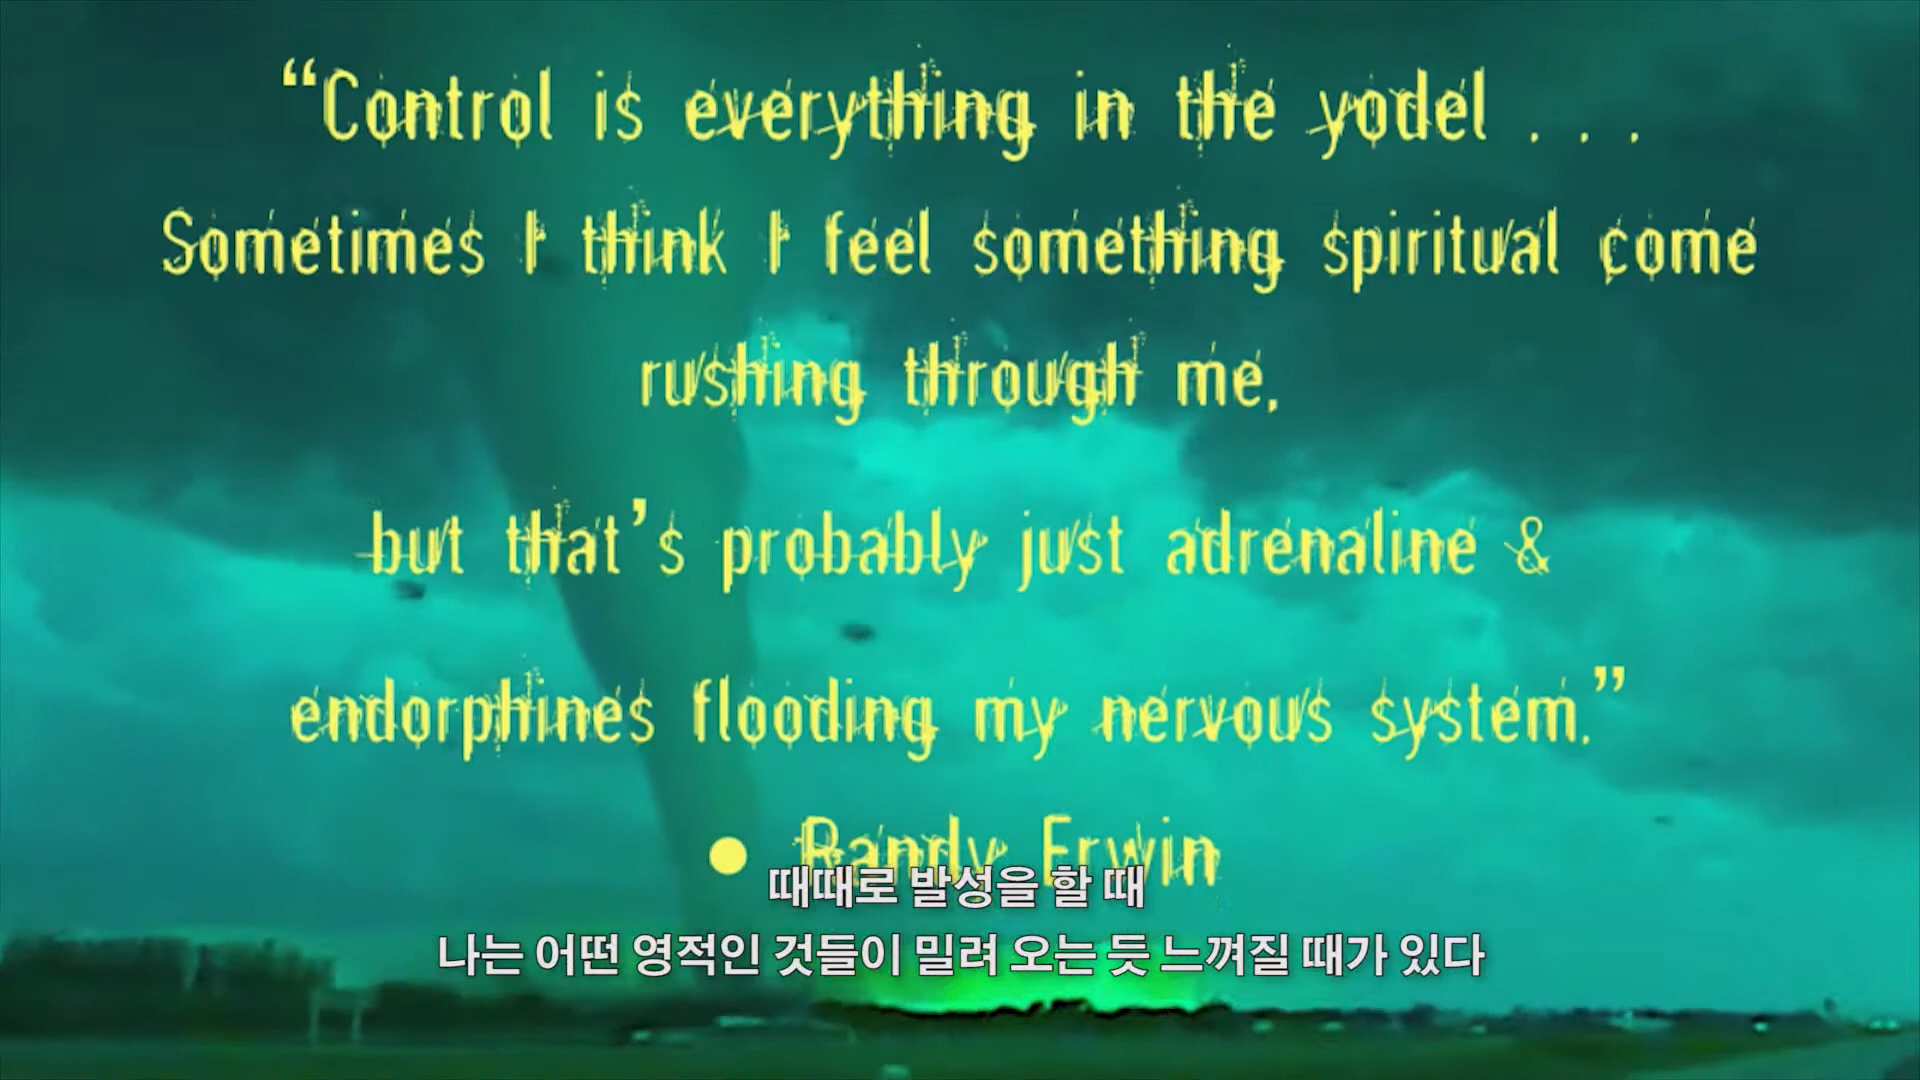 “Control is everything in the yodel . . .
Sometimes I think I feel something spiritual come
rushing through me,
but that’s probably just adrenaline &
endorphines flooding my nervous system.”
• Randy Erwin
때때로 발성을 할 때
나는 어떤 영적인 것들이 밀려 오는 듯 느껴질 때가 있다